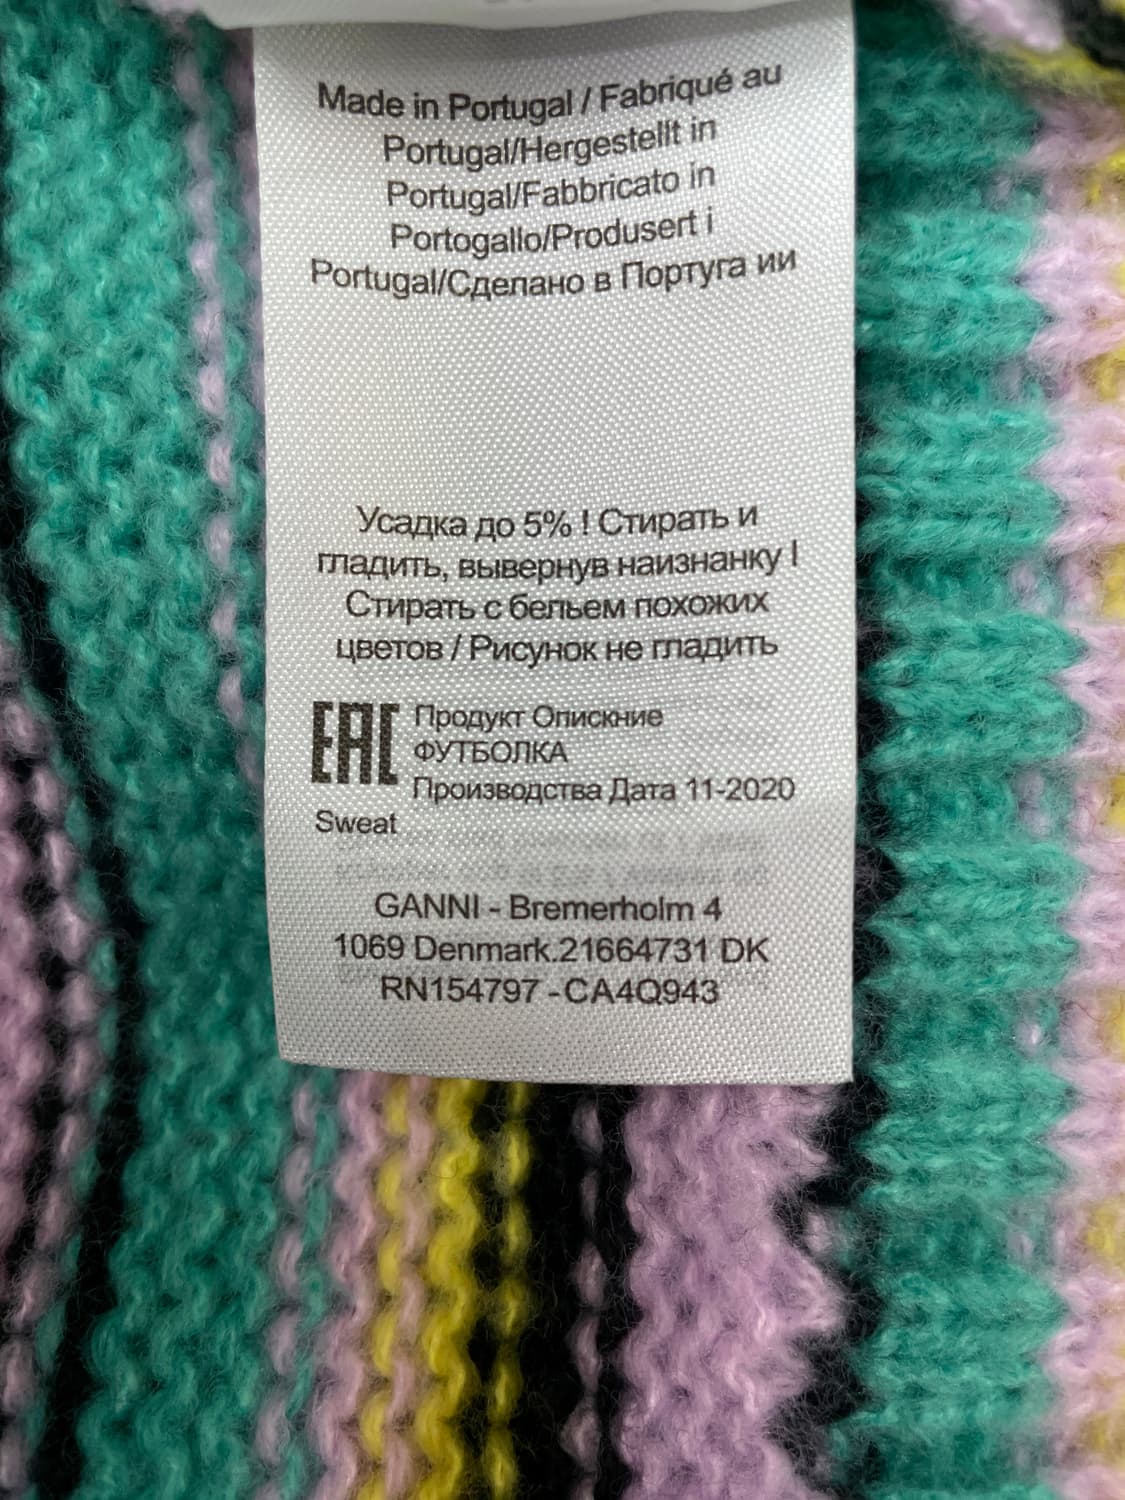 Made in Portugal / Fabriqué au
Portugal/Hergestellt in
Portugal/Fabbricato in
Portogallo/Produsert i
Portugal/Сделано в Португа ии
Усадка до 5% ! Стирать и
гладить, вывернув наизнанку !
Стирать с бельем похожих
цветов / Рисунок не гладить
EAC Продукт Опискние
ФУТБОЛКА
Производства Дата 11-2020
Sweat
GANNI - Bremerholm 4
1069 Denmark.21664731 DK
RN154797 -CA4Q943